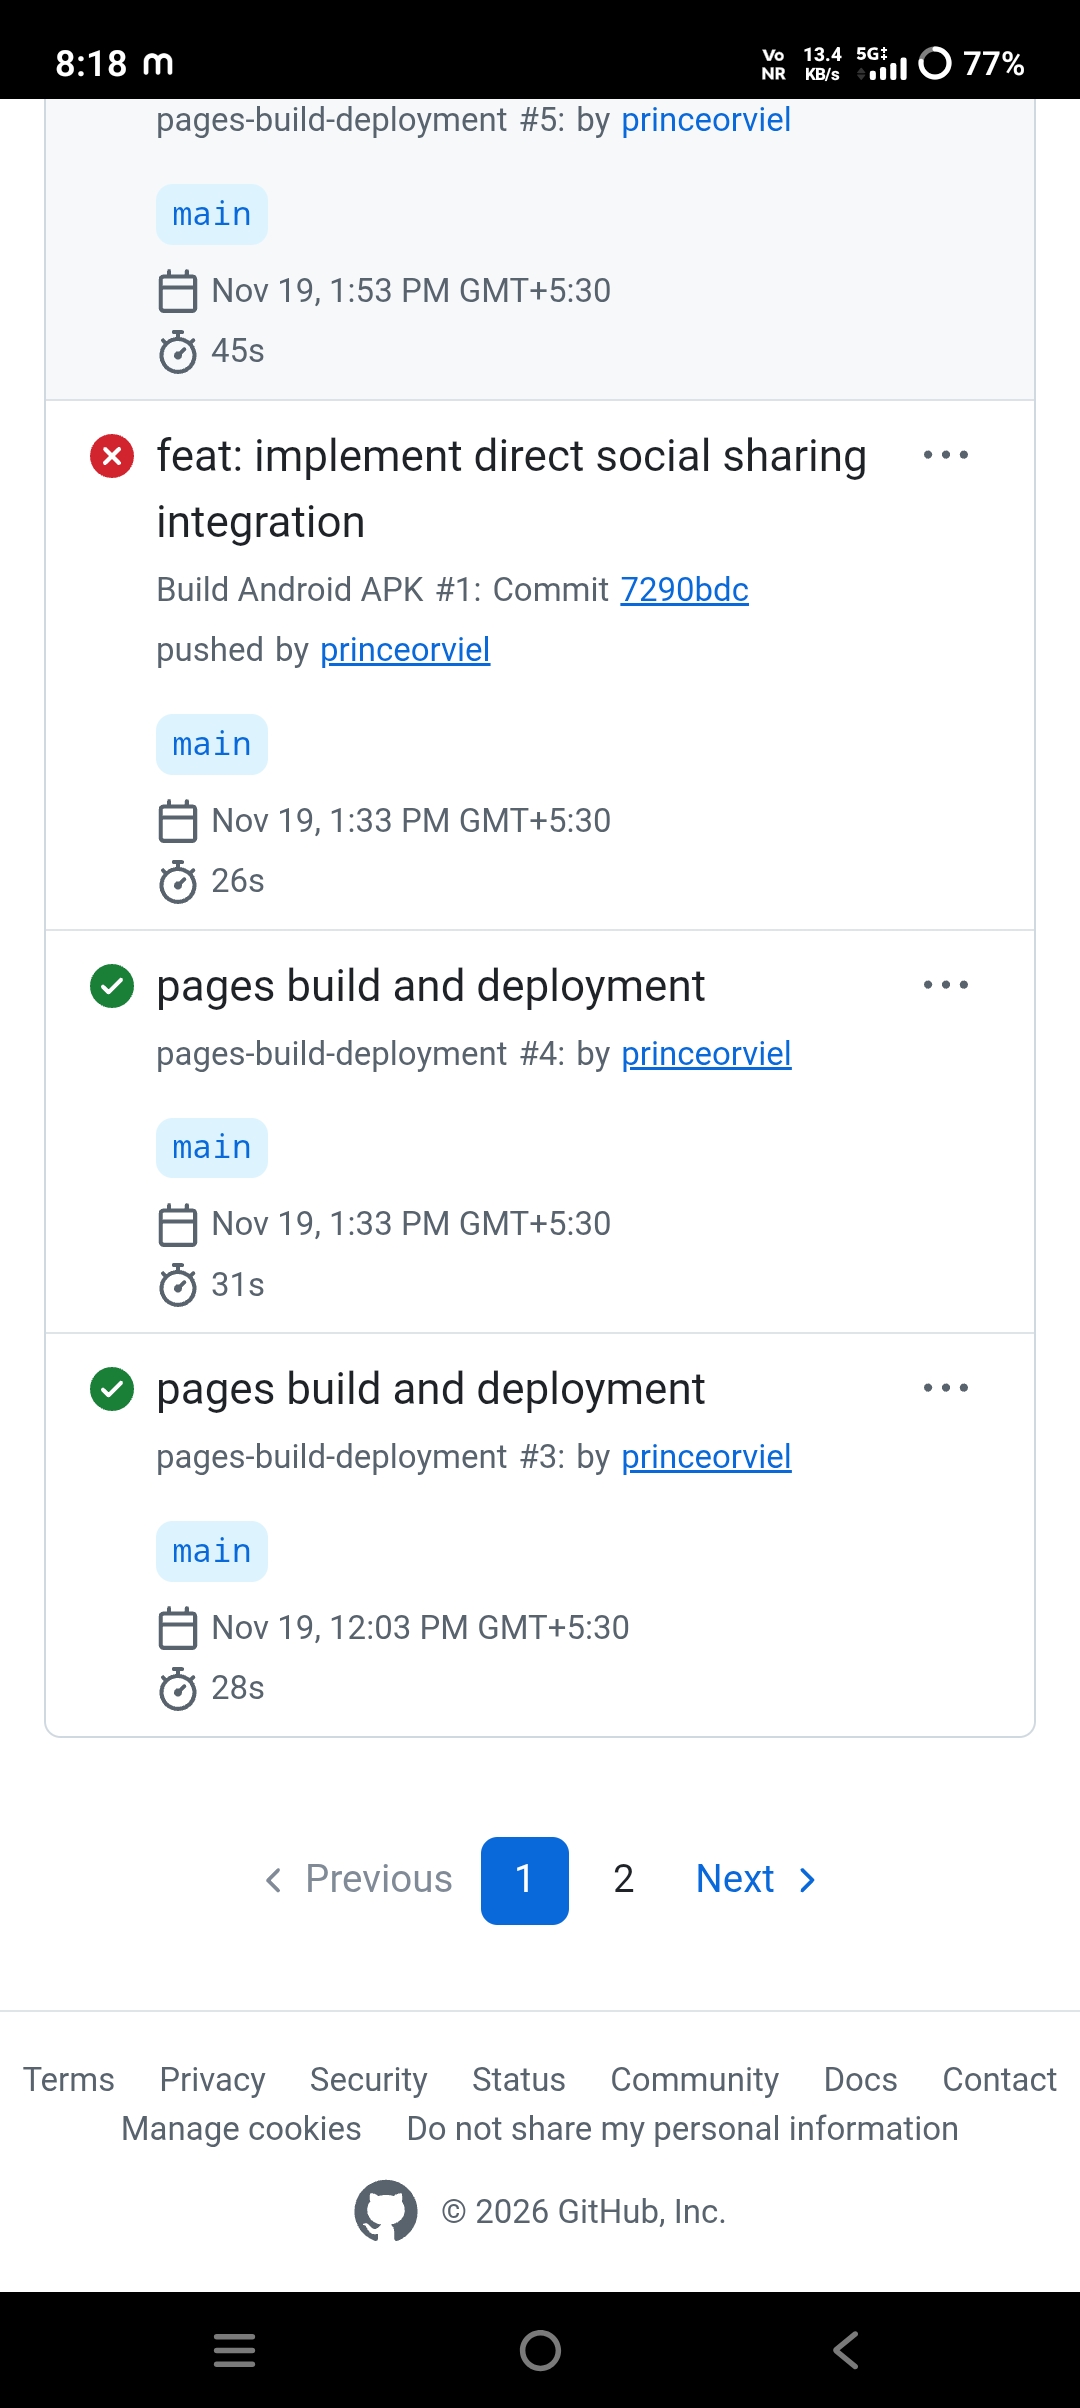 8:18 m Vo NR 13.4 KB/s 5G‡ 77%
pages-build-deployment #5: by princeorviel
main
Nov 19, 1:53 PM GMT+5:30
45s
feat: implement direct social sharing
integration
Build Android APK #1: Commit 7290bdc
pushed by princeorviel
main
Nov 19, 1:33 PM GMT+5:30
26s
pages build and deployment
pages-build-deployment #4: by princeorviel
main
Nov 19, 1:33 PM GMT+5:30
31s
pages build and deployment
pages-build-deployment #3: by princeorviel
main
Nov 19, 12:03 PM GMT+5:30
28s
Previous 1 2 Next
Terms Privacy Security Status Community Docs Contact
Manage cookies Do not share my personal information
© 2026 GitHub, Inc.